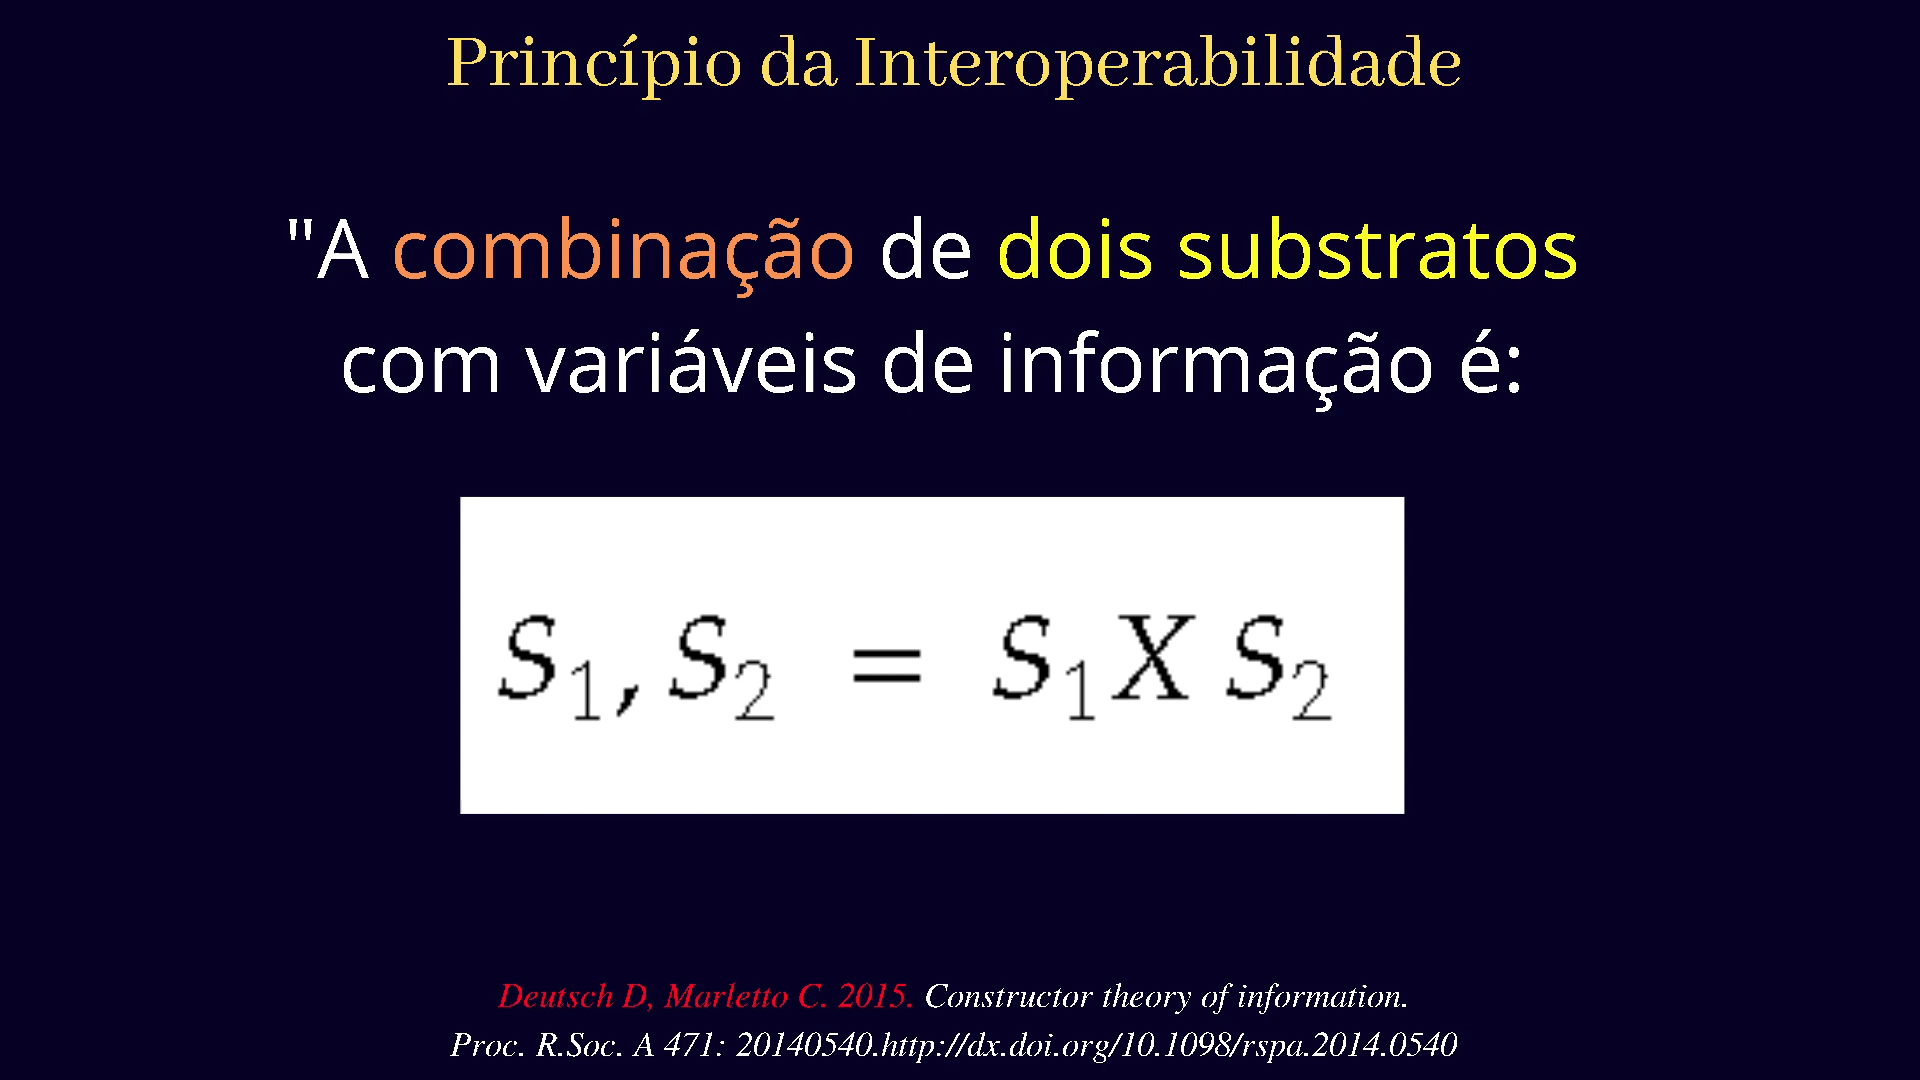 Princípio da Interoperabilidade
"A combinação de dois substratos
com variáveis de informação é:
S₁, S₂ = S₁ X S₂
Deutsch D, Marletto C. 2015. Constructor theory of information.
Proc. R.Soc. A 471: 20140540.http://dx.doi.org/10.1098/rspa.2014.0540